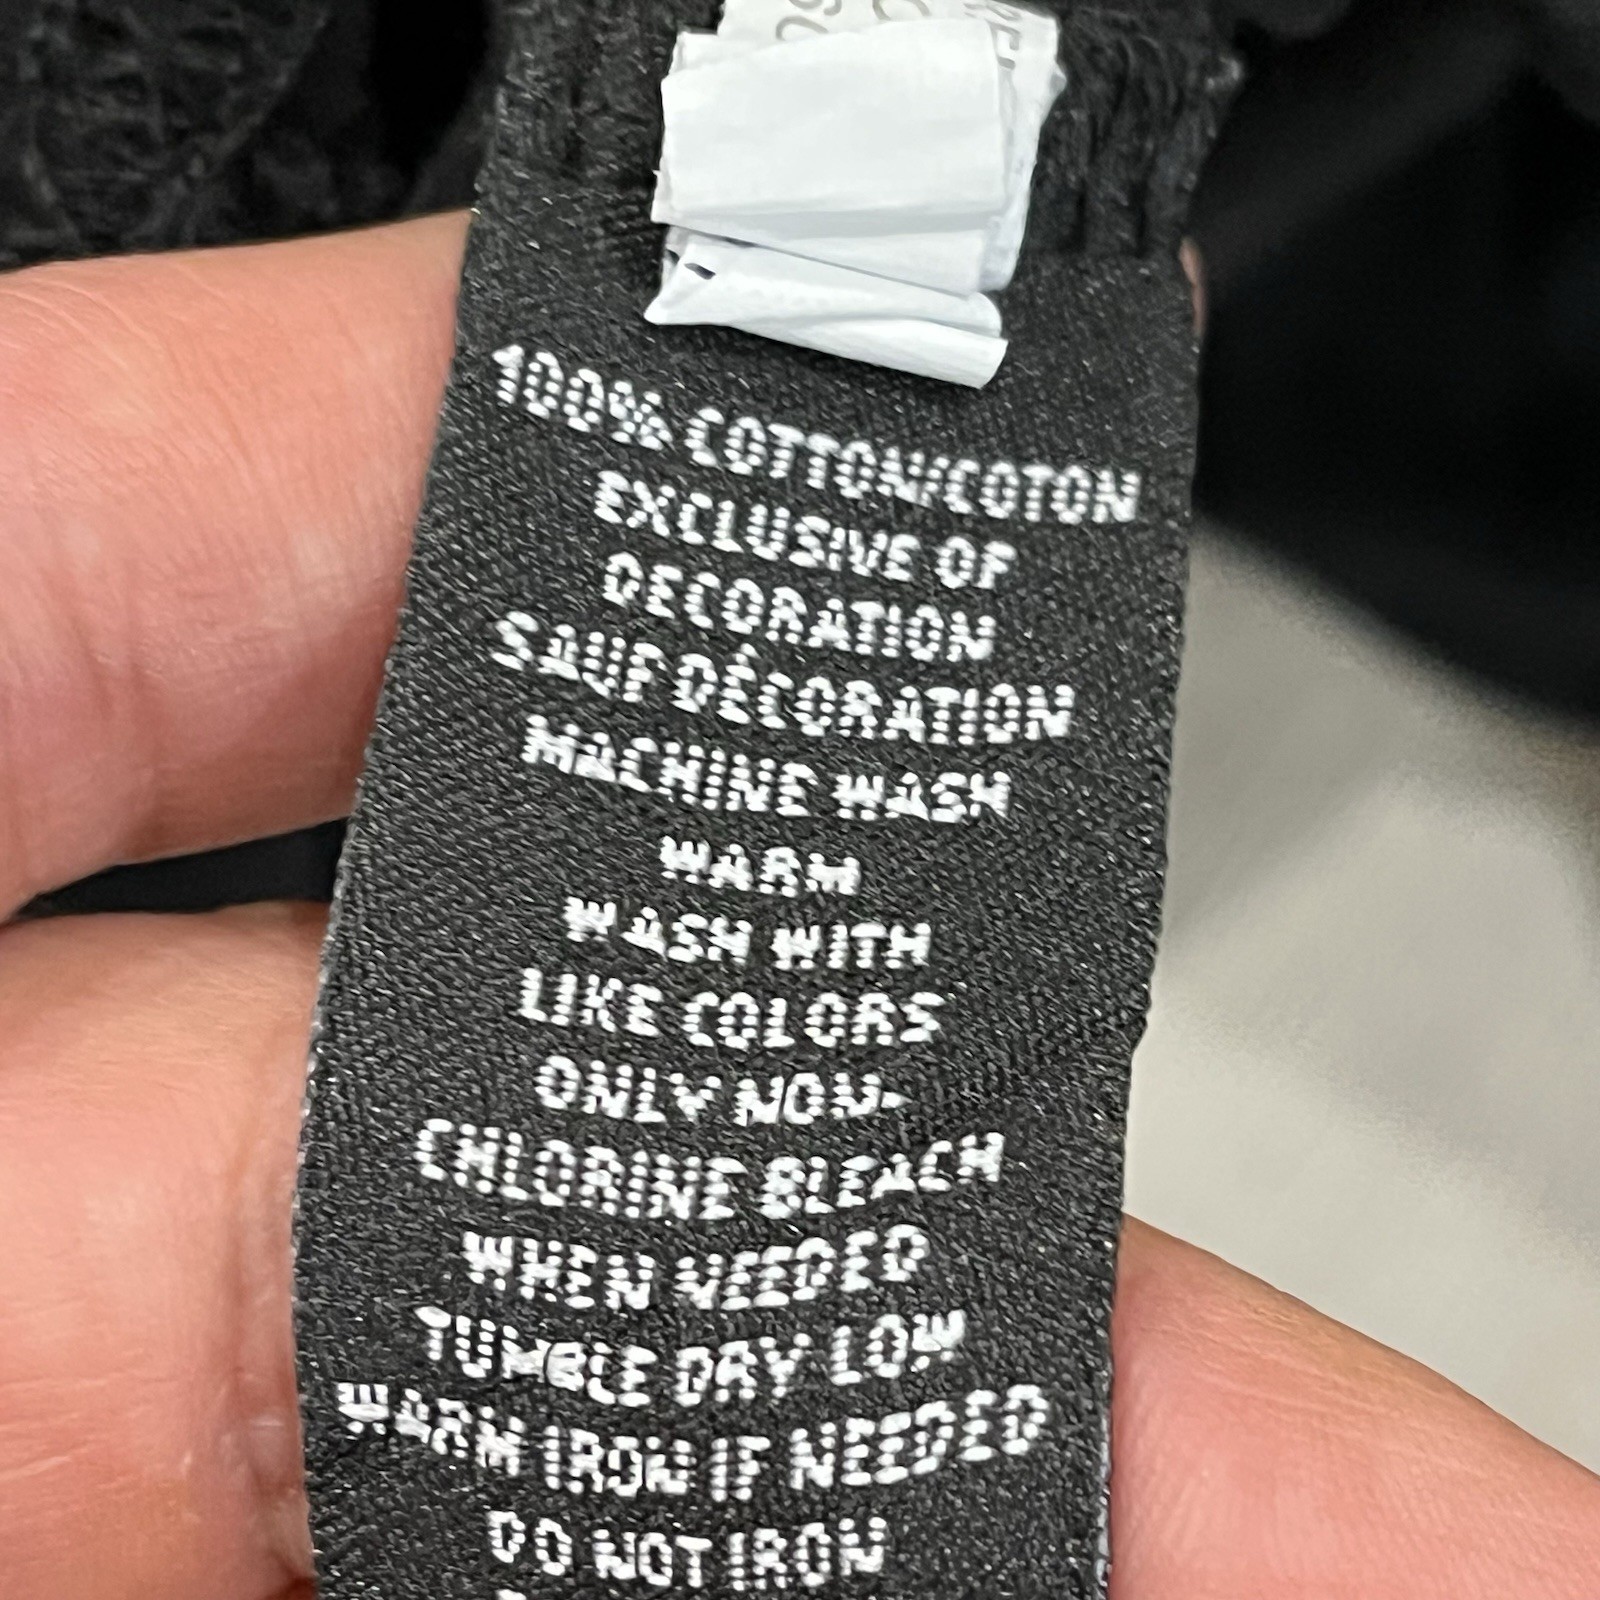 100% COTTON/COTON
EXCLUSIVE OF
DECORATION
SAUF DÉCORATION
MACHINE WASH
WARM
WASH WITH
LIKE COLORS
ONLY NON-
CHLORINE BLEACH
WHEN NEEDED
TUMBLE DRY LOW
WARM IRON IF NEEDED
DO NOT IRON